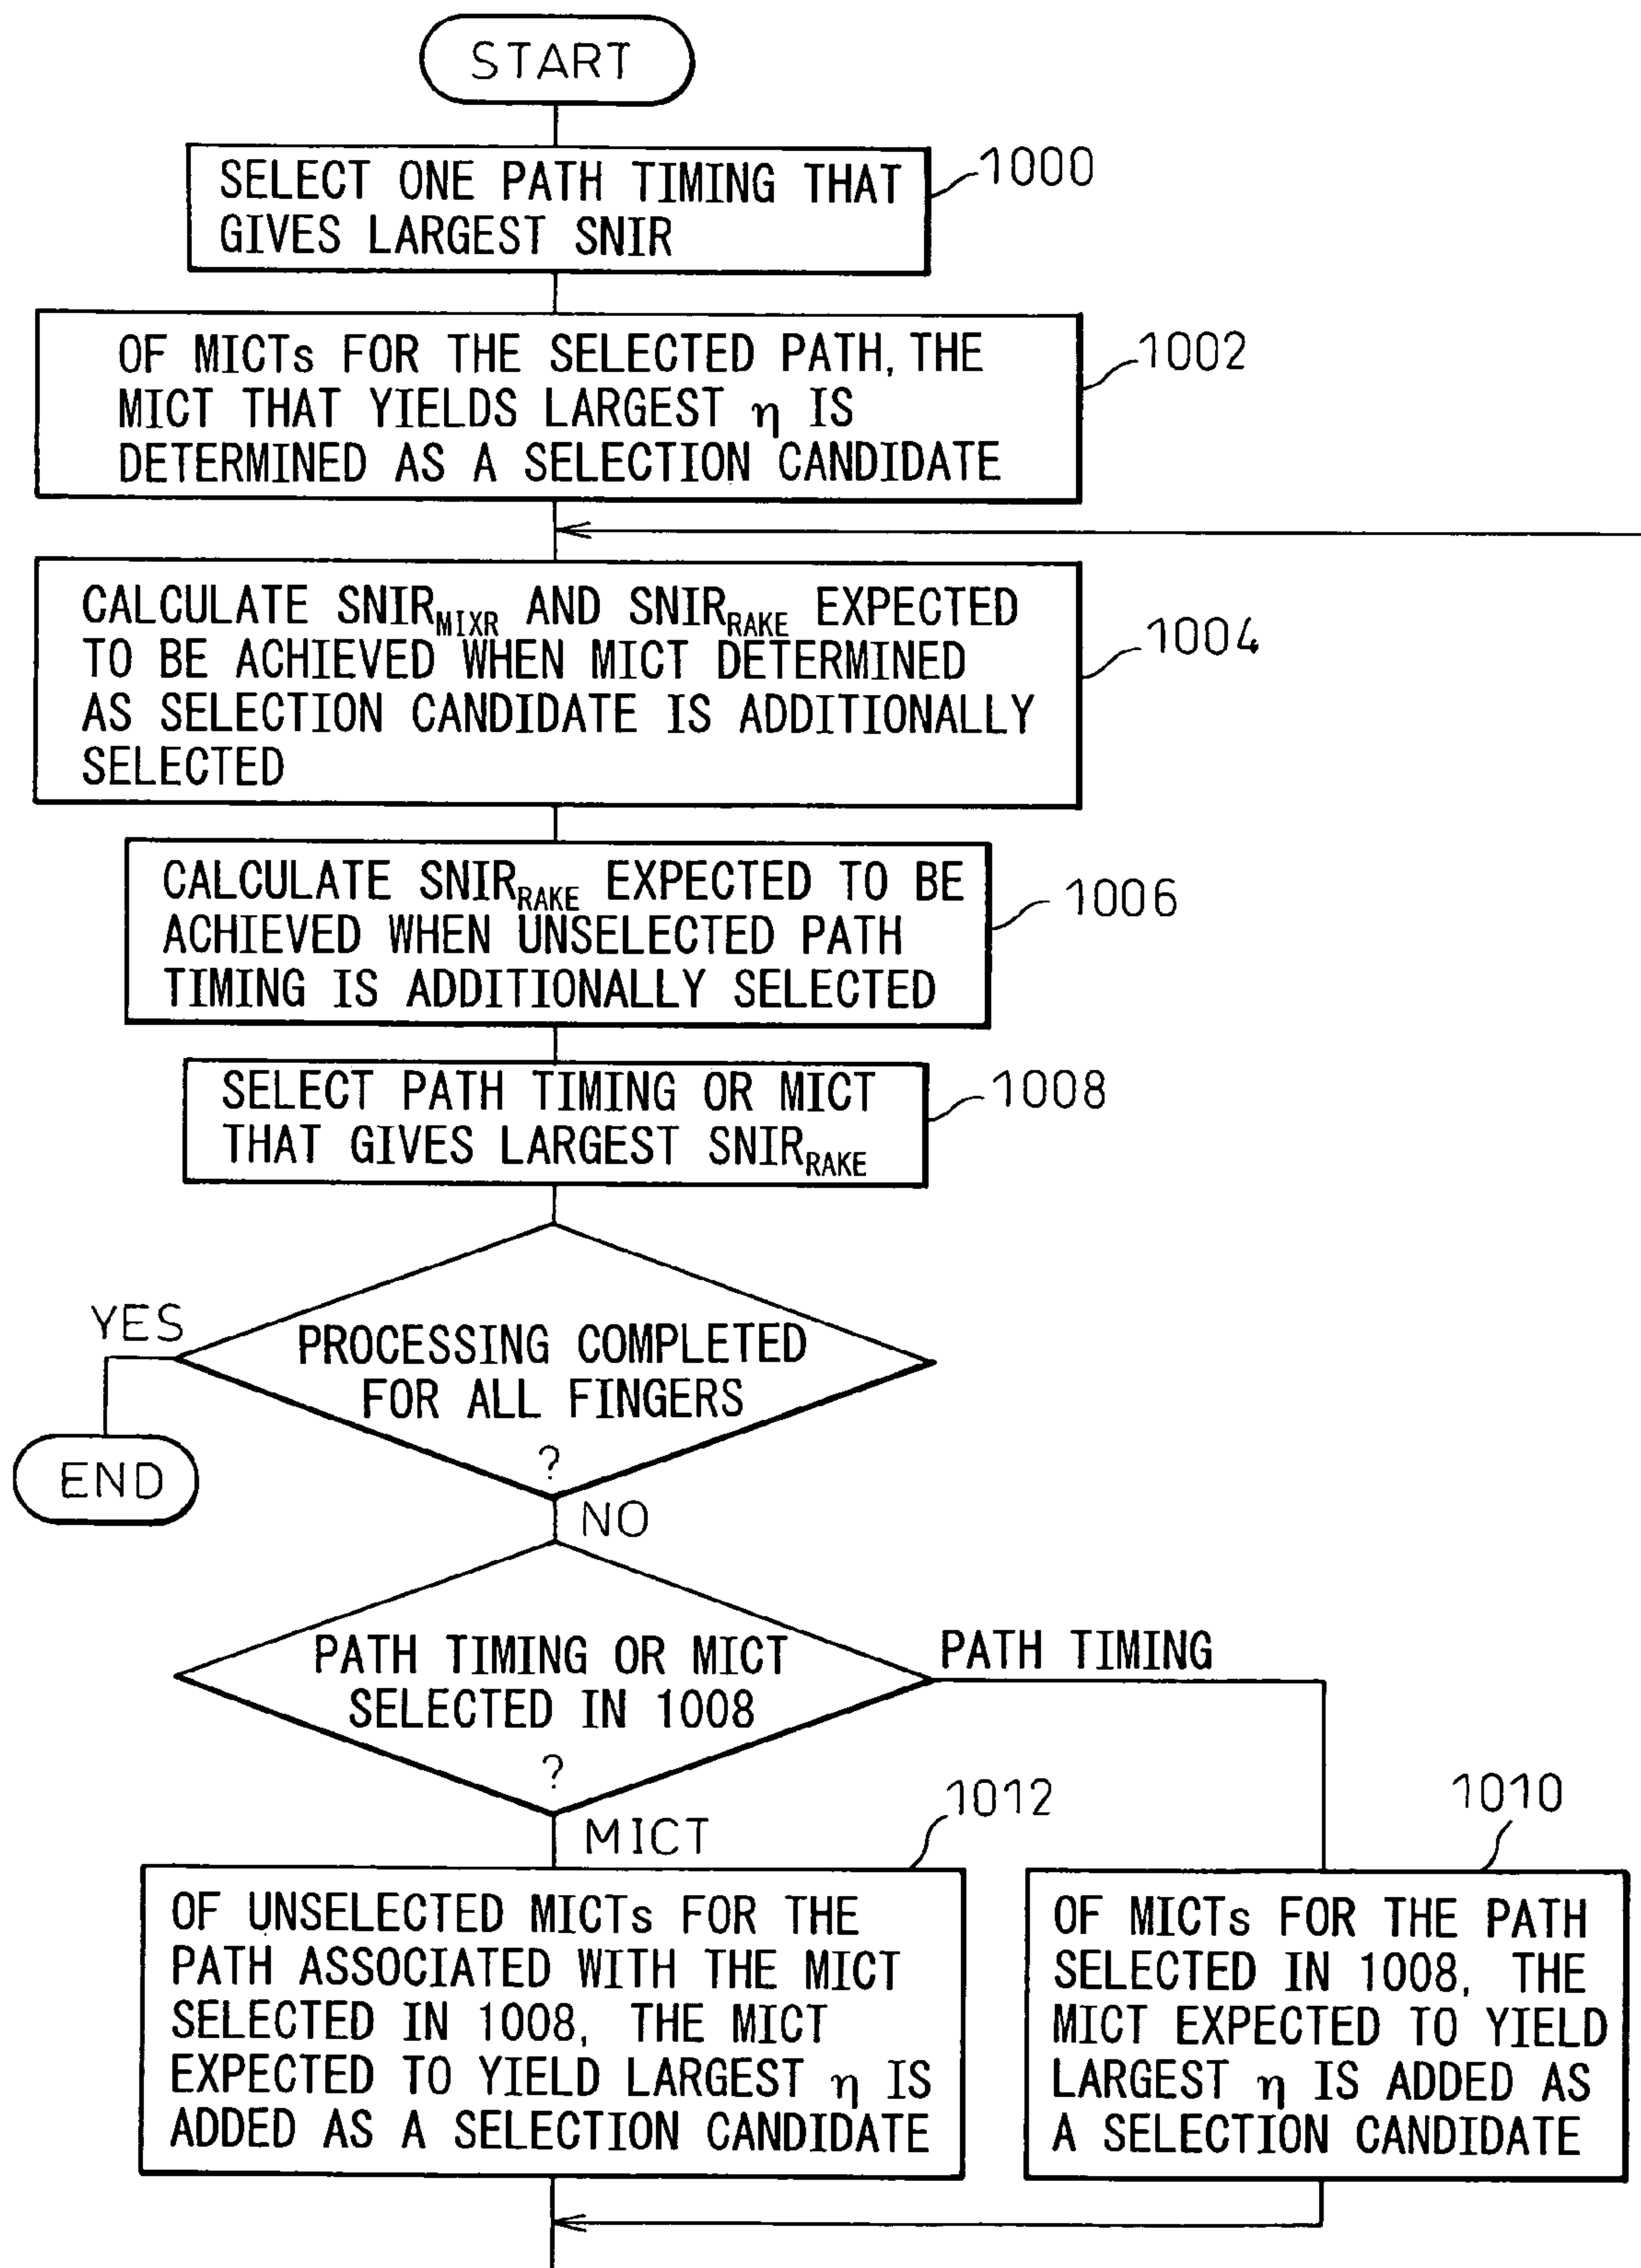 START
SELECT ONE PATH TIMING THAT
GIVES LARGEST SNIR
1000
OF MICTs FOR THE SELECTED PATH, THE
MICT THAT YIELDS LARGEST η IS
DETERMINED AS A SELECTION CANDIDATE
1002
CALCULATE SNIRMIXR AND SNIRRAKE EXPECTED
TO BE ACHIEVED WHEN MICT DETERMINED
AS SELECTION CANDIDATE IS ADDITIONALLY
SELECTED
1004
CALCULATE SNIRRAKE EXPECTED TO BE
ACHIEVED WHEN UNSELECTED PATH
TIMING IS ADDITIONALLY SELECTED
1006
SELECT PATH TIMING OR MICT
THAT GIVES LARGEST SNIRRAKE
1008
YES
PROCESSING COMPLETED
FOR ALL FINGERS
?
END
NO
PATH TIMING OR MICT
SELECTED IN 1008
?
PATH TIMING
MICT
1012
OF UNSELECTED MICTs FOR THE
PATH ASSOCIATED WITH THE MICT
SELECTED IN 1008, THE MICT
EXPECTED TO YIELD LARGEST η IS
ADDED AS A SELECTION CANDIDATE
1010
OF MICTs FOR THE PATH
SELECTED IN 1008, THE
MICT EXPECTED TO YIELD
LARGEST η IS ADDED AS
A SELECTION CANDIDATE